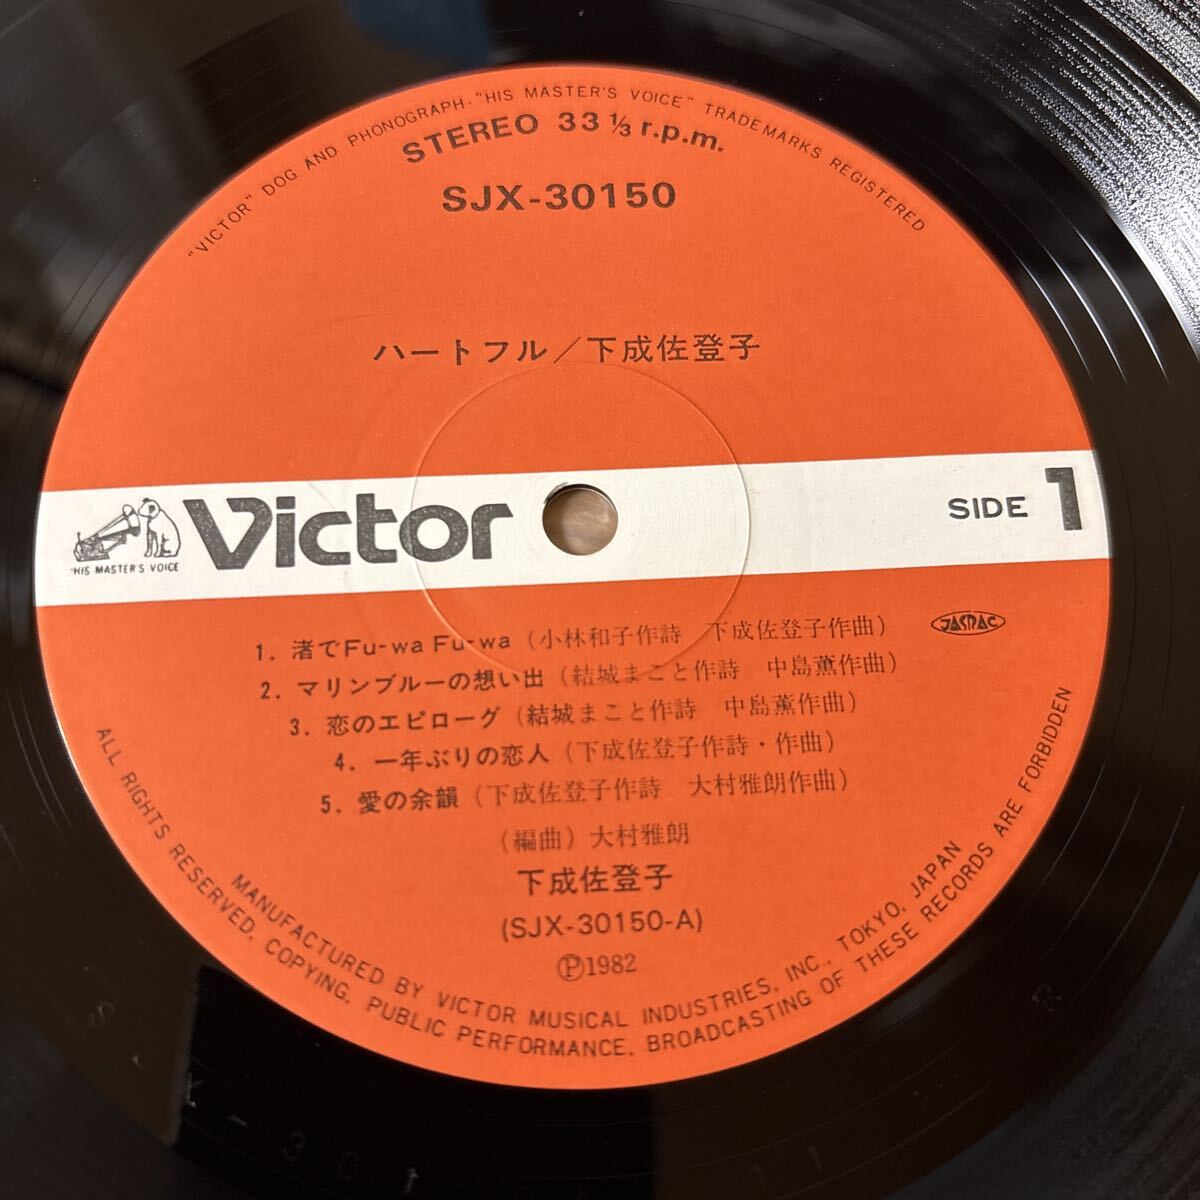 "VICTOR" DOG AND PHONOGRAPH·"HIS MASTER'S VOICE" TRADEMARKS REGISTERED
STEREO 33 1/3 r.p.m.
SJX-30150
ハートフル／下成佐登子
"HIS MASTER'S VOICE
Victor
SIDE 1
JASRAC
1. 渚でFu-wa Fu-wa (小林和子作詩 下成佐登子作曲)
2. マリンブルーの想い出 (結城まこと作詩 中島薫作曲)
3. 恋のエピローグ (結城まこと作詩 中島薫作曲)
4. 一年ぶりの恋人 (下成佐登子作詩・作曲)
5. 愛の余韻 (下成佐登子作詩 大村雅朗作曲)
(編曲) 大村雅朗
下成佐登子
(SJX-30150-A)
Ⓟ1982
MANUFACTURED BY VICTOR MUSICAL INDUSTRIES, INC., TOKYO, JAPAN
ALL RIGHTS RESERVED. COPYING, PUBLIC PERFORMANCE, BROADCASTING OF THESE RECORDS ARE FORBIDDEN